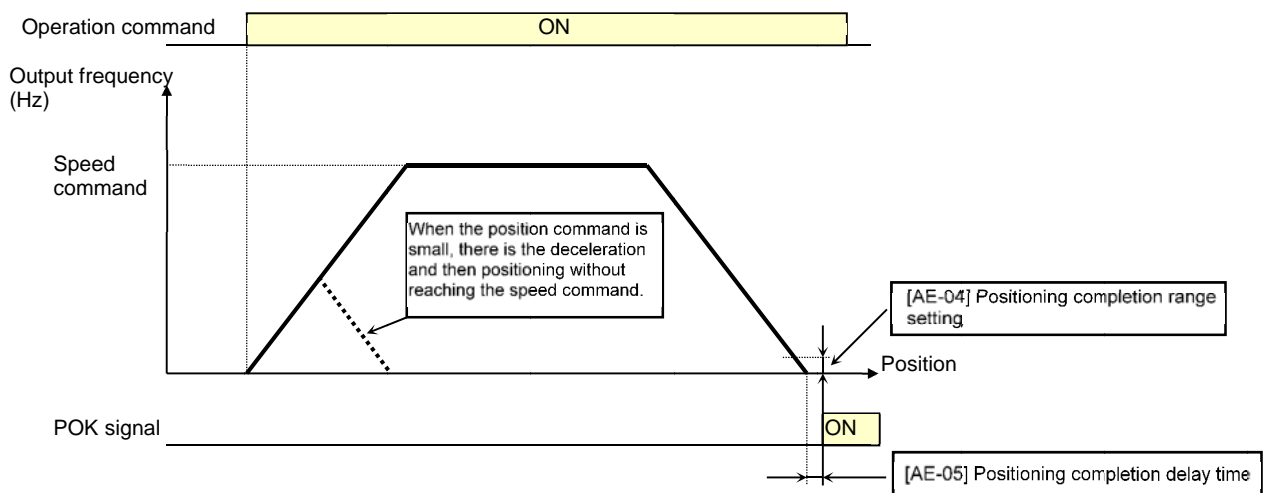 Operation command
ON
Output frequency
(Hz)
Speed
command
When the position command is
small, there is the deceleration
and then positioning without
reaching the speed command.
[AE-04] Positioning completion range
setting
Position
POK signal
ON
[AE-05] Positioning completion delay time